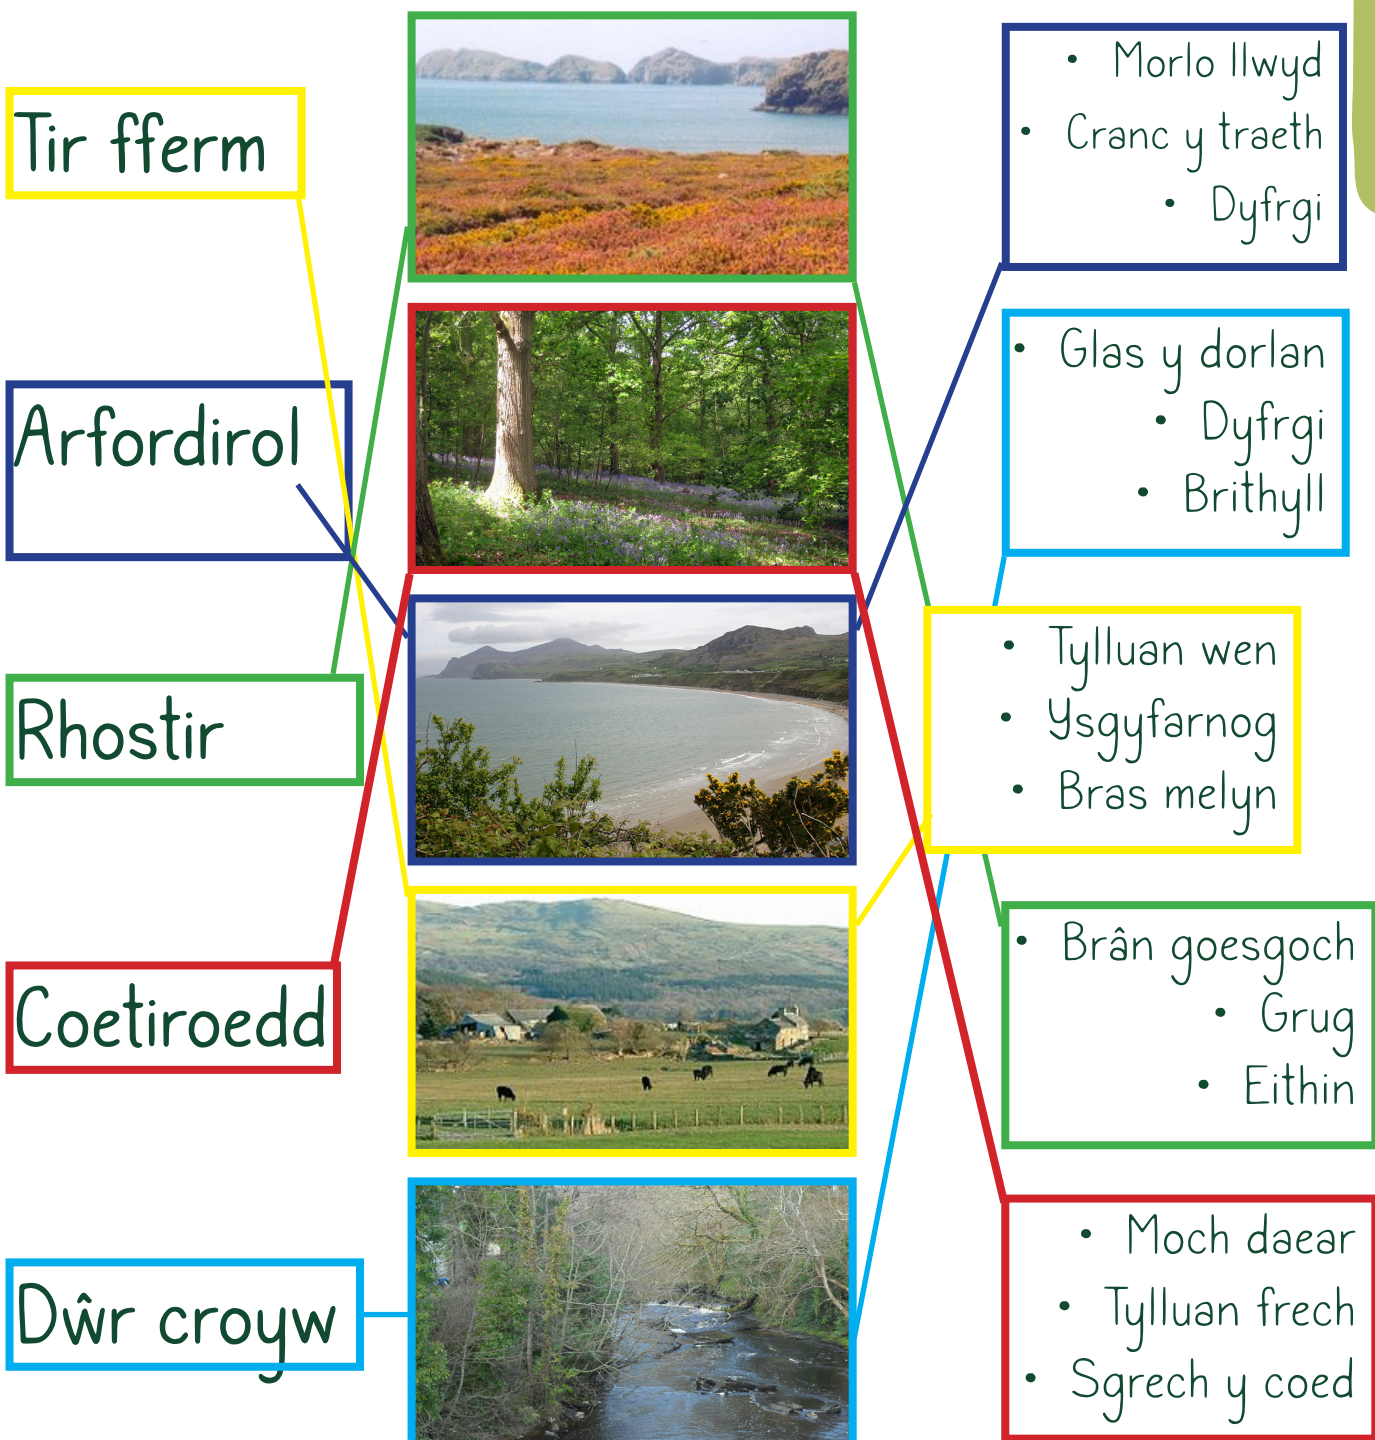 Tir fferm
Arfordirol
Rhostir
Coetiroedd
Dŵr croyw
• Morlo llwyd
• Cranc y traeth
• Dyfrgi
• Glas y dorlan
• Dyfrgi
• Brithyll
• Tylluan wen
• Ysgyfarnog
• Bras melyn
• Brân goesgoch
• Grug
• Eithin
• Moch daear
• Tylluan frech
• Sgrech y coed